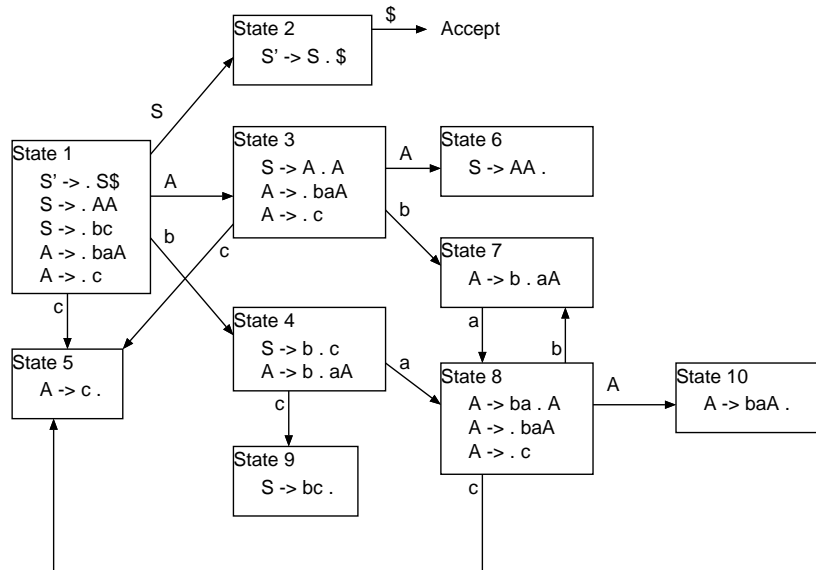 $
Accept
State 2
S' -> S . $
S
State 1
S' -> . S$
S -> . AA
S -> . bc
A -> . baA
A -> . c
A
b
c
State 3
S -> A . A
A -> . baA
A -> . c
A
b
c
State 6
S -> AA .
State 7
A -> b . aA
a
b
State 4
S -> b . c
A -> b . aA
a
c
State 5
A -> c .
State 8
A -> ba . A
A -> . baA
A -> . c
A
c
State 10
A -> baA .
State 9
S -> bc .